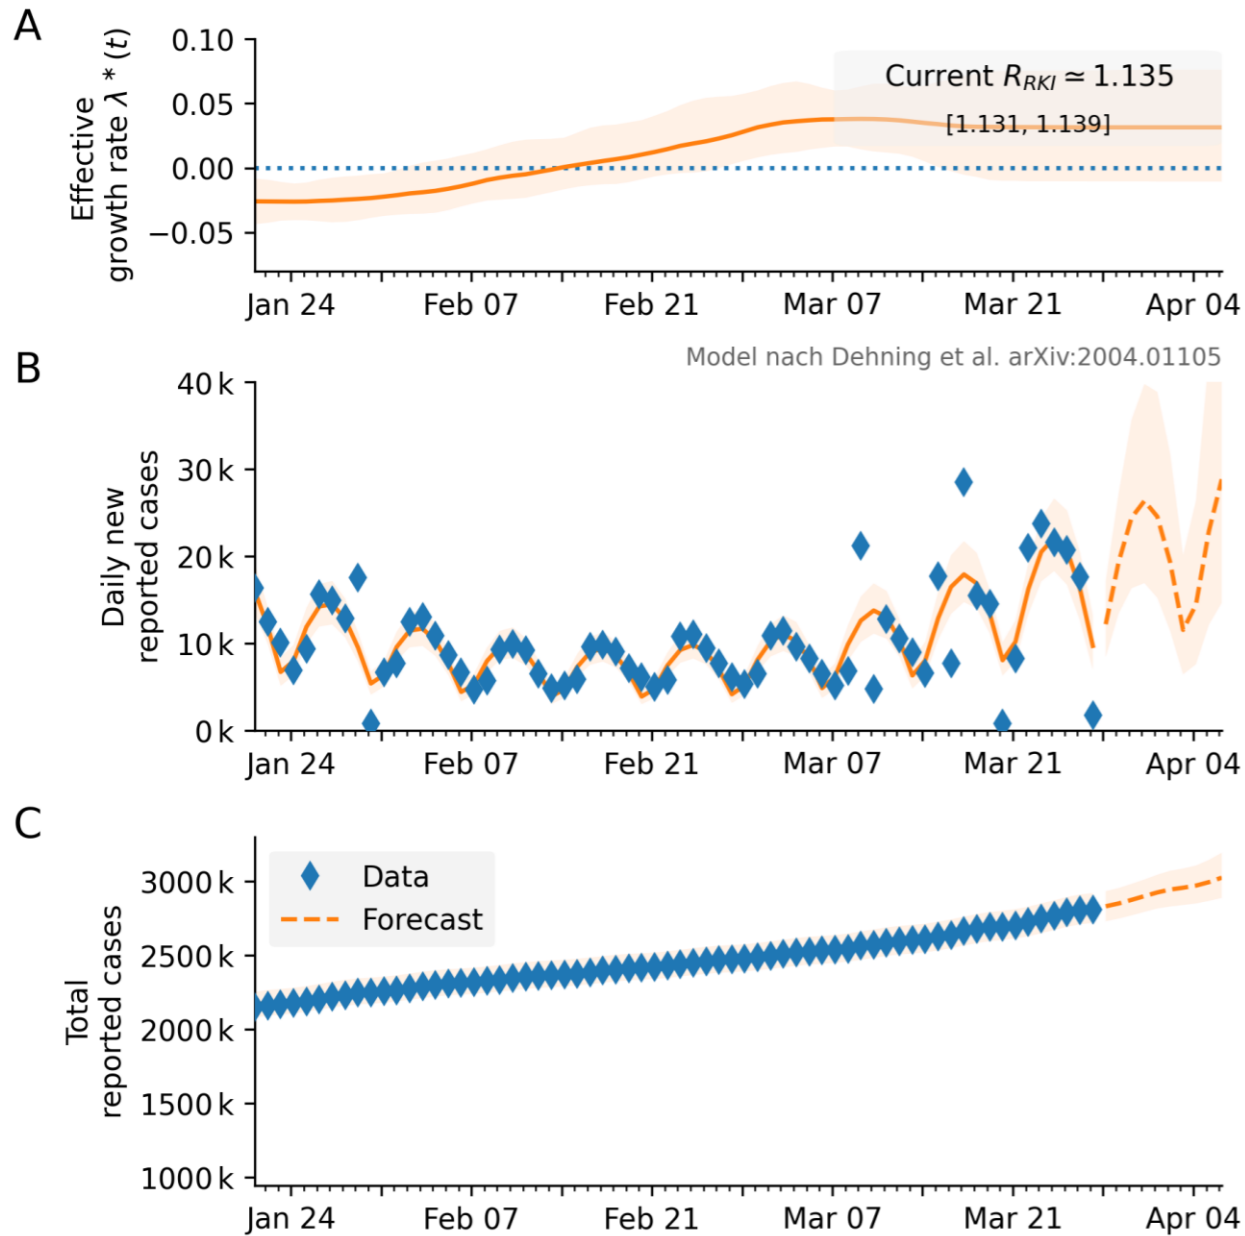 A
Effective
growth rate λ * (t)
0.10
0.05
0.00
−0.05
Current R_RKI ≃ 1.135
[1.131, 1.139]
Jan 24
Feb 07
Feb 21
Mar 07
Mar 21
Apr 04
B
Model nach Dehning et al. arXiv:2004.01105
Daily new
reported cases
40 k
30 k
20 k
10 k
0 k
Jan 24
Feb 07
Feb 21
Mar 07
Mar 21
Apr 04
C
Total
reported cases
3000 k
2500 k
2000 k
1500 k
1000 k
Data
Forecast
Jan 24
Feb 07
Feb 21
Mar 07
Mar 21
Apr 04